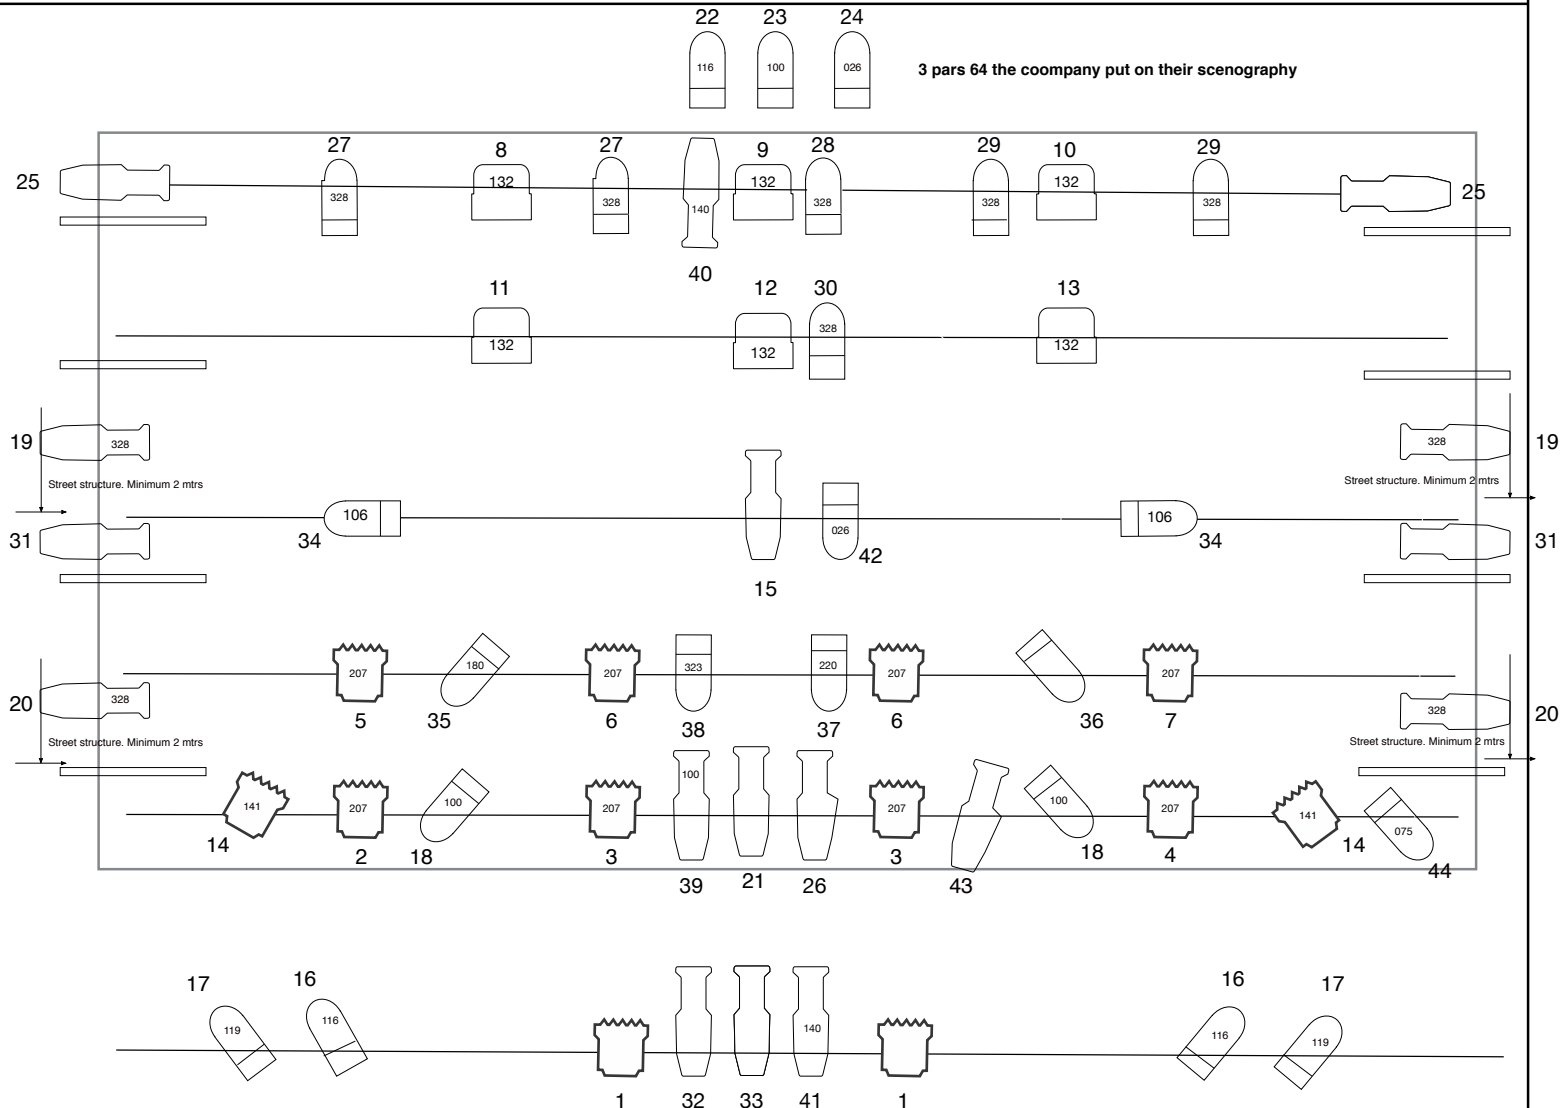 22 23 24
116 100 026
3 pars 64 the coompany put on their scenography
27 8 27 9 28 29 10 29
25 328 132 328 140 132 328 328 132 328 25
40
11 12 30 13
132 132 328 132
19 328 328 19
Street structure. Minimum 2 mtrs Street structure. Minimum 2 mtrs
31 34 106 026 42 106 34 31
15
207 180 207 323 220 207 207
20 328 328 20
5 35 6 38 37 6 36 7
Street structure. Minimum 2 mtrs Street structure. Minimum 2 mtrs
141 207 100 207 100 207 100 207 141 075
14 2 18 3 39 21 26 3 43 18 4 14 44
17 16 16 17
119 116 140 116 119
1 32 33 41 1